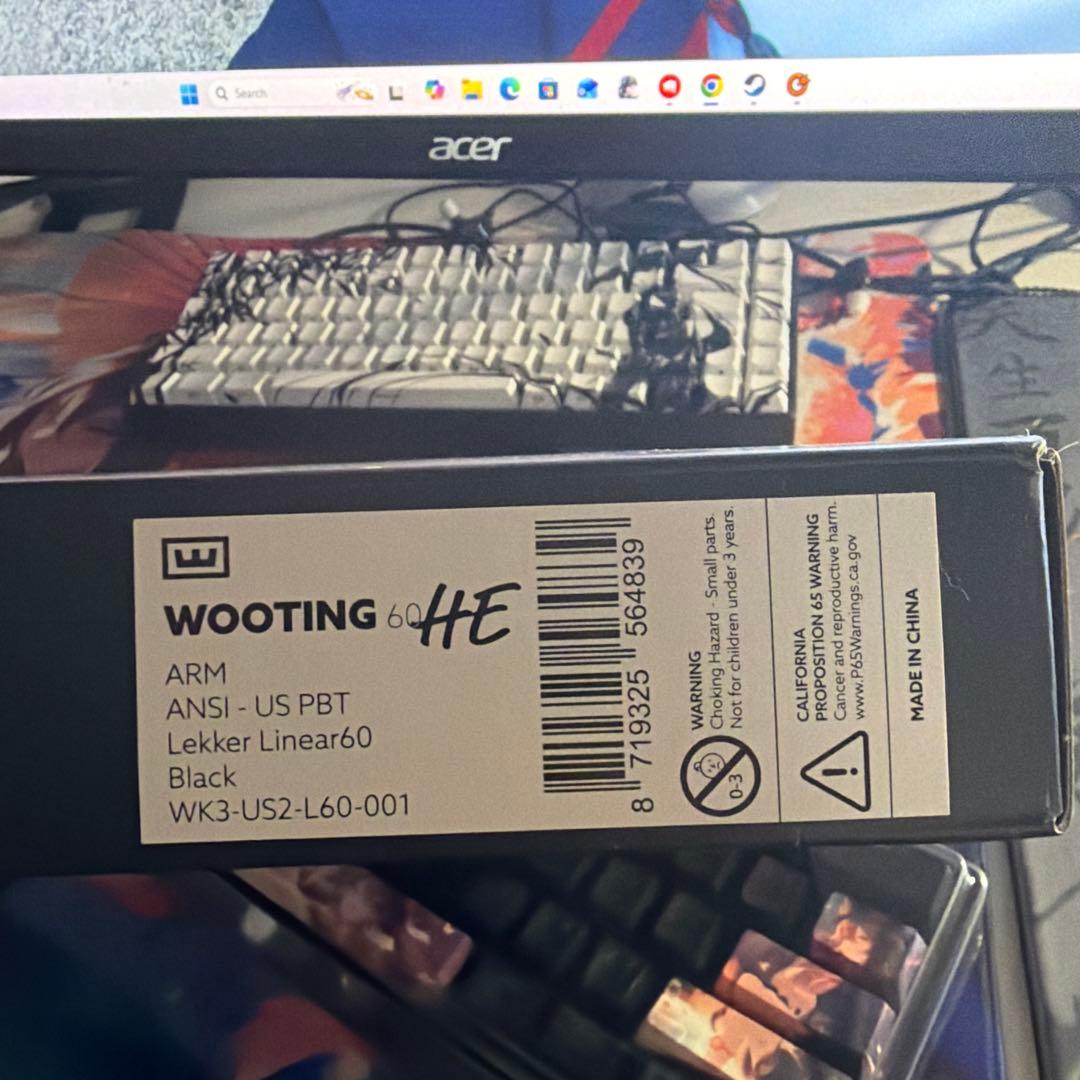 Search
acer
WOOTING 60HE
ARM
ANSI - US PBT
Lekker Linear60
Black
WK3-US2-L60-001
8 719325 564839
0-3
WARNING
Choking Hazard - Small parts.
Not for children under 3 years.
CALIFORNIA
PROPOSITION 65 WARNING
Cancer and reproductive harm.
www.P65Warnings.ca.gov
MADE IN CHINA